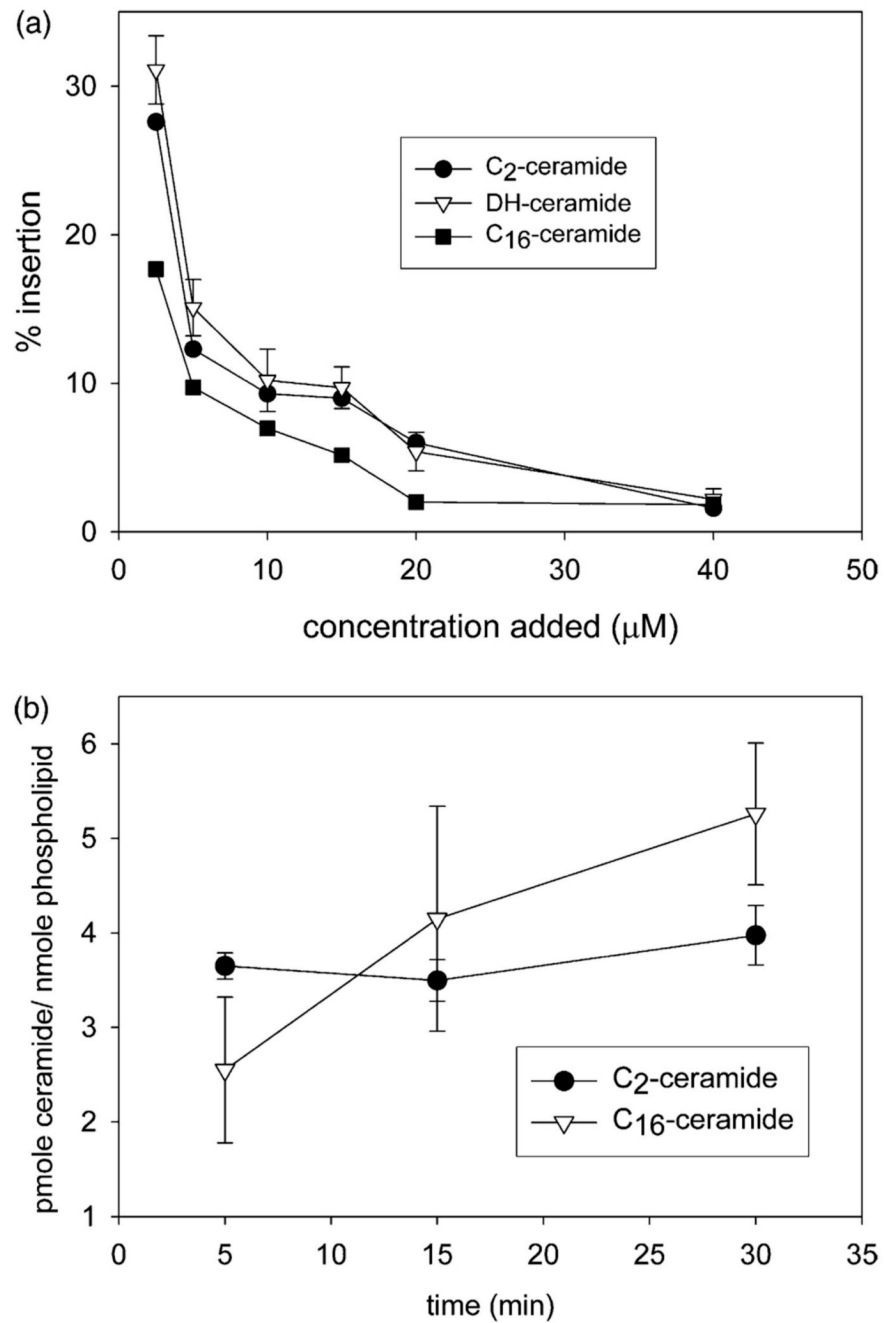 (a)
30
20
10
0
% insertion
C2-ceramide
DH-ceramide
C16-ceramide
0 10 20 30 40 50
concentration added (μM)
(b)
6
5
4
3
2
1
pmole ceramide/ nmole phospholipid
C2-ceramide
C16-ceramide
0 5 10 15 20 25 30 35
time (min)